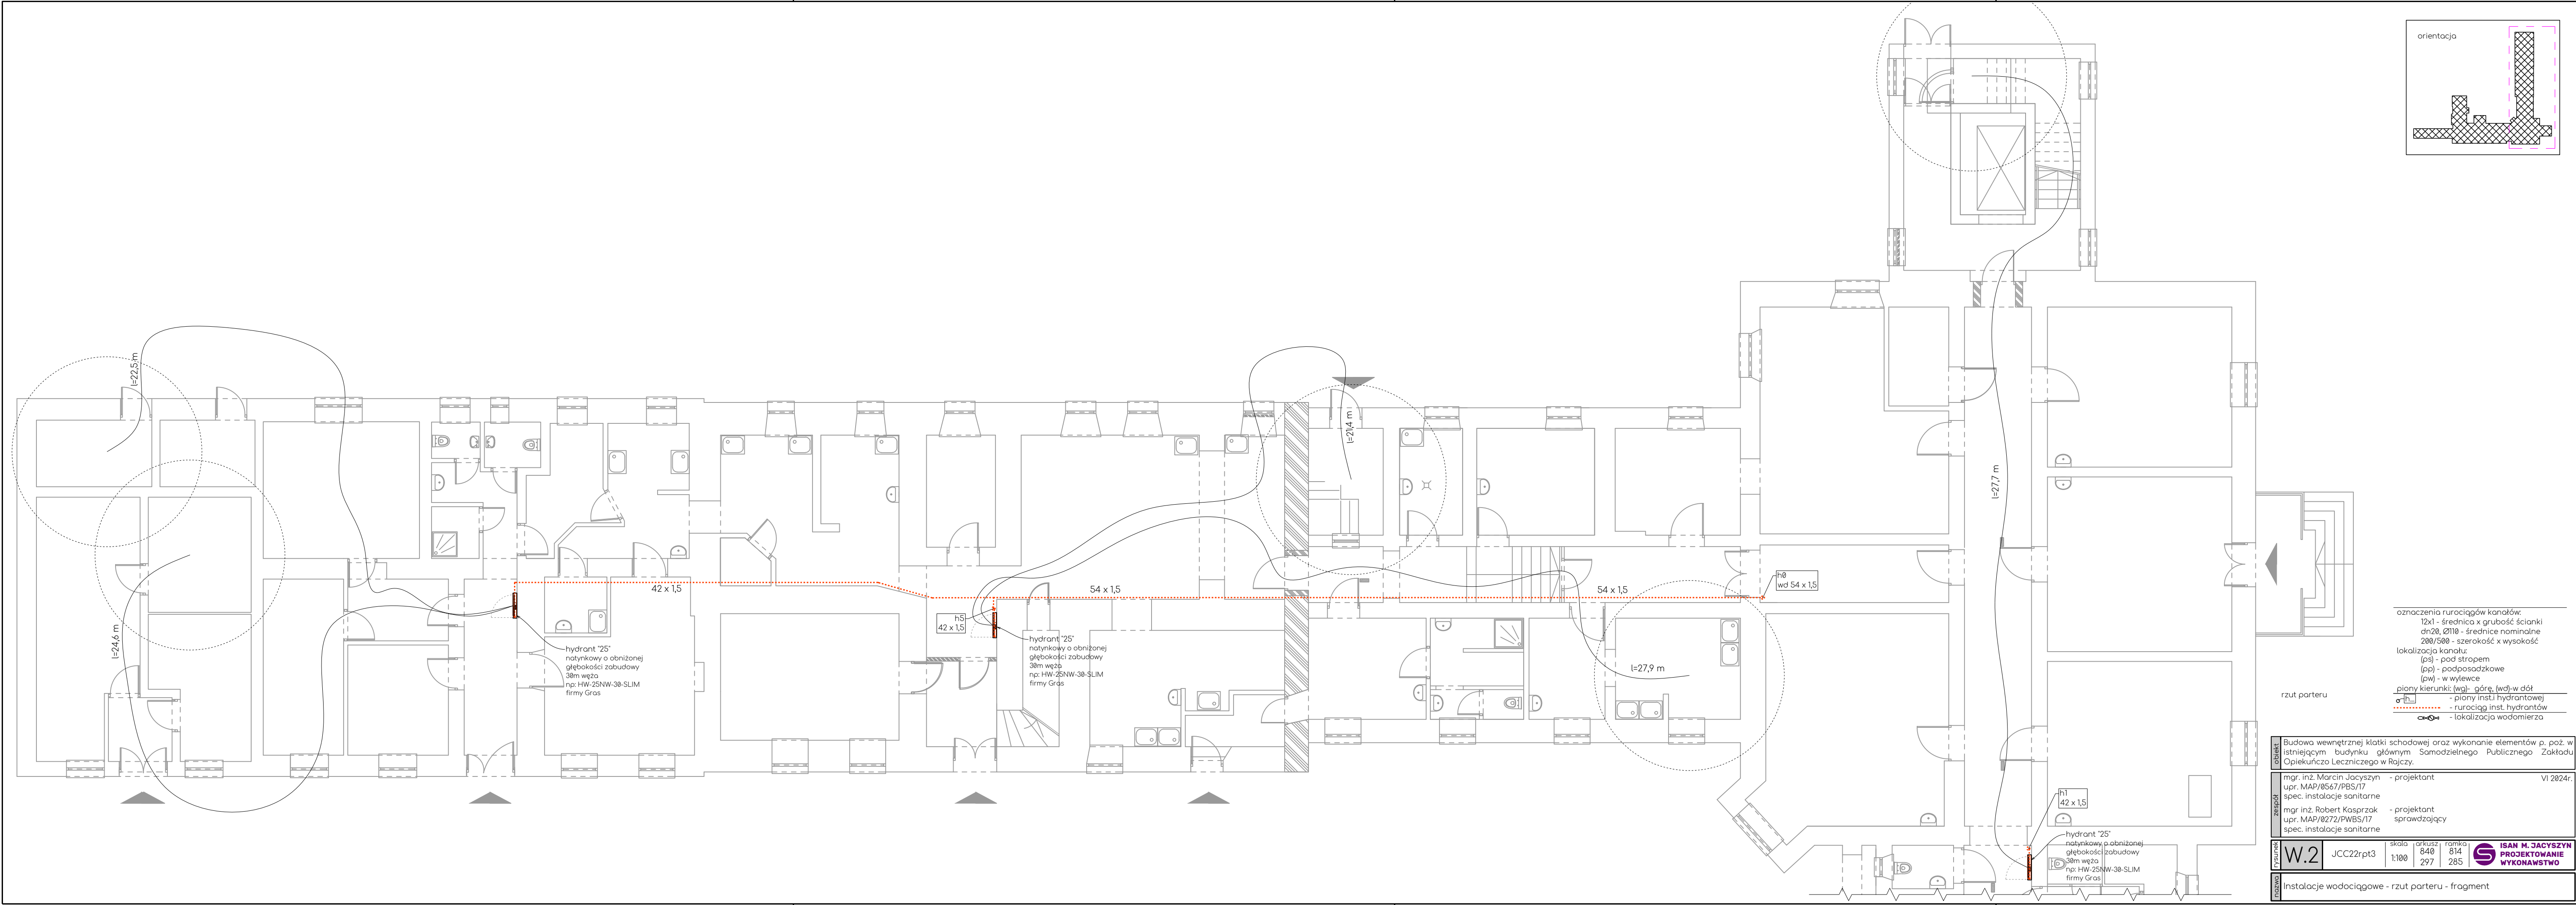 orientacja
l=22,5 m
l=24,6 m
l=21,4 m
l=27,7 m
l=27,9 m
42 x 1,5
54 x 1,5
54 x 1,5
h0
wd 54 x 1,5
h5
42 x 1,5
hydrant "25"
natynkowy o obniżonej
głębokości zabudowy
30m węża
np: HW-25NW-30-SLIM
firmy Gras
hydrant "25"
natynkowy o obniżonej
głębokości zabudowy
30m węża
np: HW-25NW-30-SLIM
firmy Gras
h1
42 x 1,5
hydrant "25"
natynkowy o obniżonej
głębokości zabudowy
30m węża
np: HW-25NW-30-SLIM
firmy Gras
oznaczenia rurociągów kanałów:
12x1 - średnica x grubość ścianki
dn20, Ø110 - średnice nominalne
200/500 - szerokość x wysokość
lokalizacja kanału:
(ps) - pod stropem
(pp) - podposadzkowe
(pw) - w wylewce
piony kierunki: (wg)- górę, (wd)-w dół
h - piony inst.i hydrantowej
- rurociąg inst. hydrantów
- lokalizacja wodomierza
rzut parteru
obiekt
Budowa wewnętrznej klatki schodowej oraz wykonanie elementów p. poż. w
istniejącym budynku głównym Samodzielnego Publicznego Zakładu
Opiekuńczo Leczniczego w Rajczy.
zespół
mgr. inż. Marcin Jacyszyn - projektant VI 2024r.
upr. MAP/0567/PBS/17
spec. instalacje sanitarne
mgr inż. Robert Kasprzak - projektant
upr. MAP/0272/PWBS/17 sprawdzający
spec. instalacje sanitarne
rysunek
W.2
JCC22rpt3
skala
1:100
arkusz
840
297
ramka
814
285
ISAN M. JACYSZYN
PROJEKTOWANIE
WYKONAWSTWO
nazwa
Instalacje wodociągowe - rzut parteru - fragment